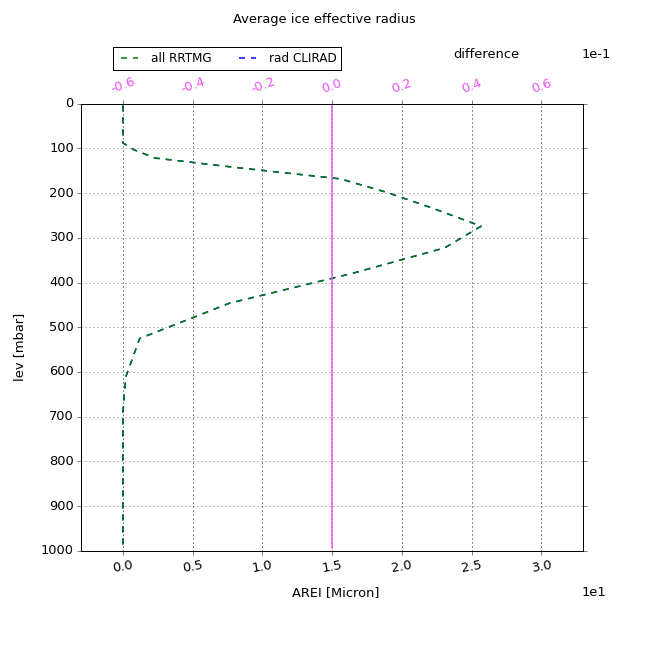 Average ice effective radius
all RRTMG rad CLIRAD difference 1e-1
-0.6 -0.4 -0.2 0.0 0.2 0.4 0.6
0
100
200
300
400
500
600
700
800
900
1000
lev [mbar]
0.0 0.5 1.0 1.5 2.0 2.5 3.0
AREI [Micron] 1e1